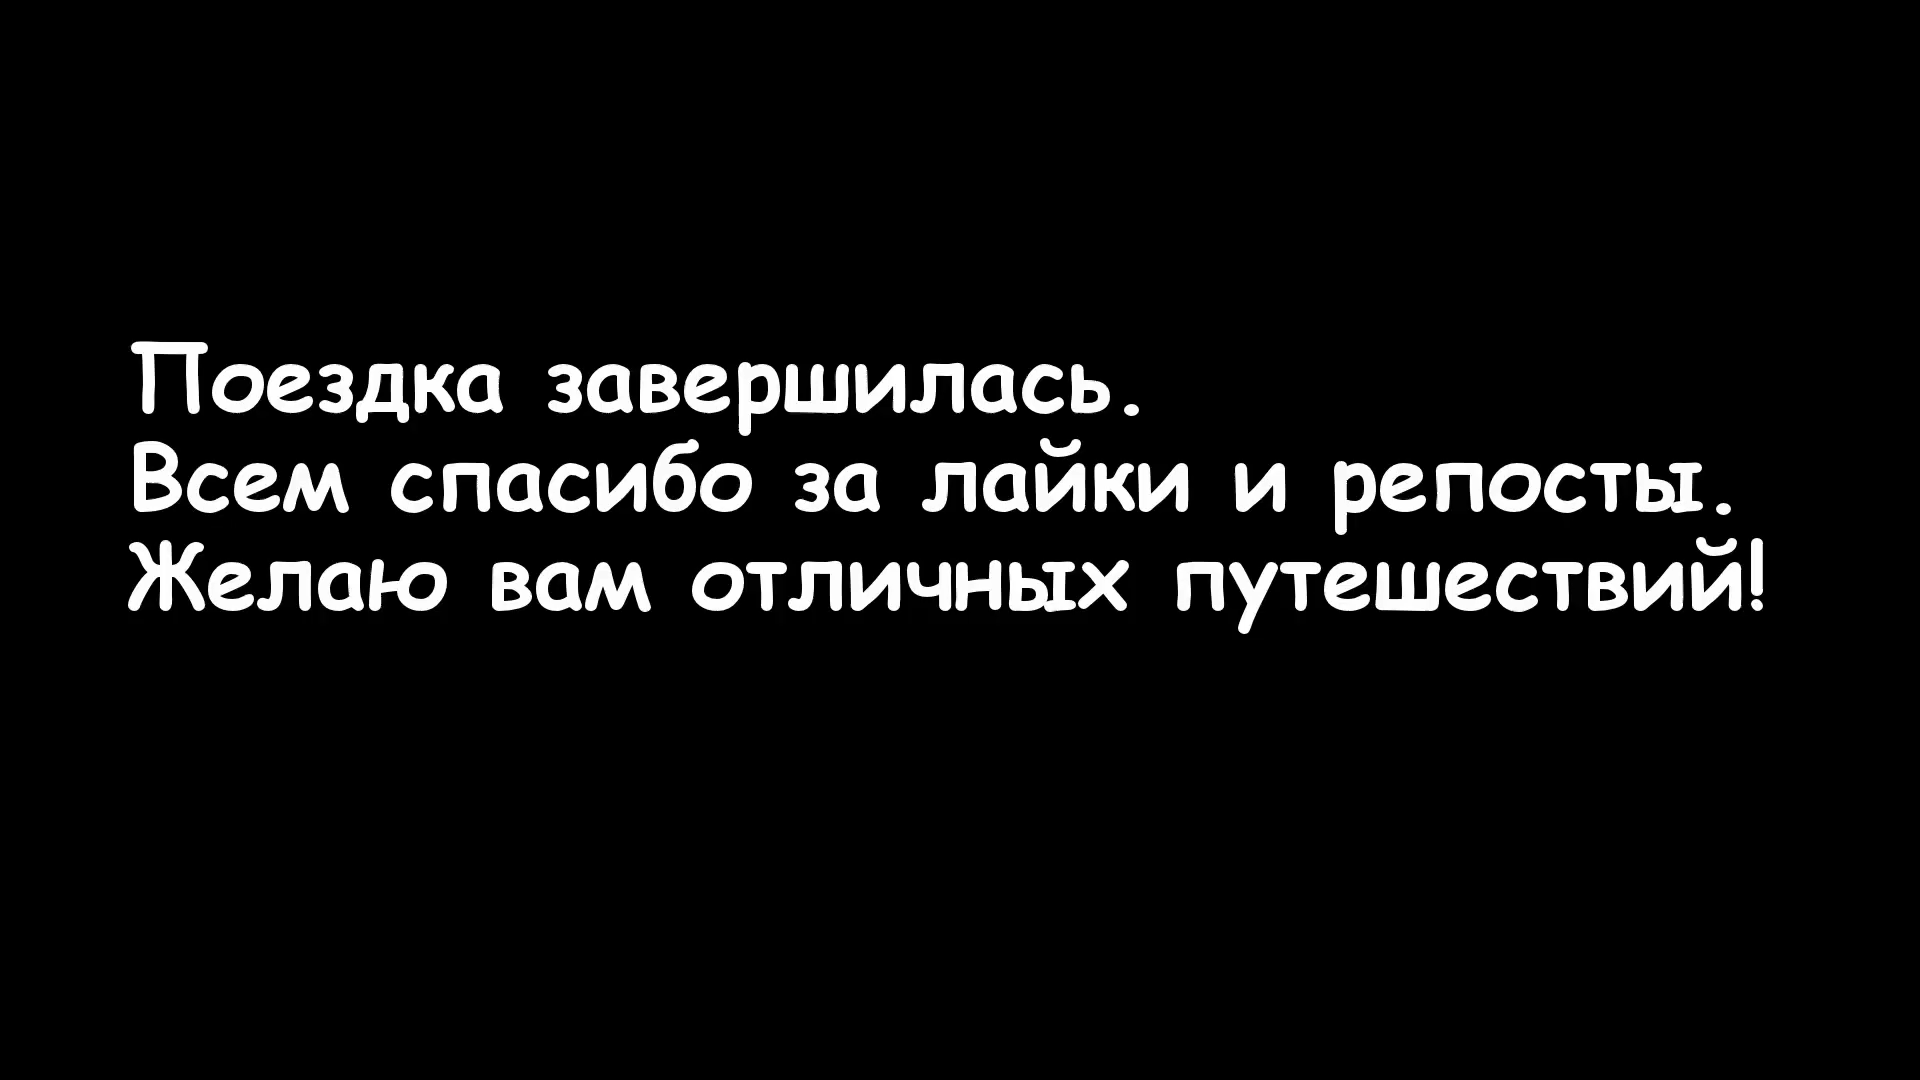 Поездка завершилась.
Всем спасибо за лайки и репосты.
Желаю вам отличных путешествий!